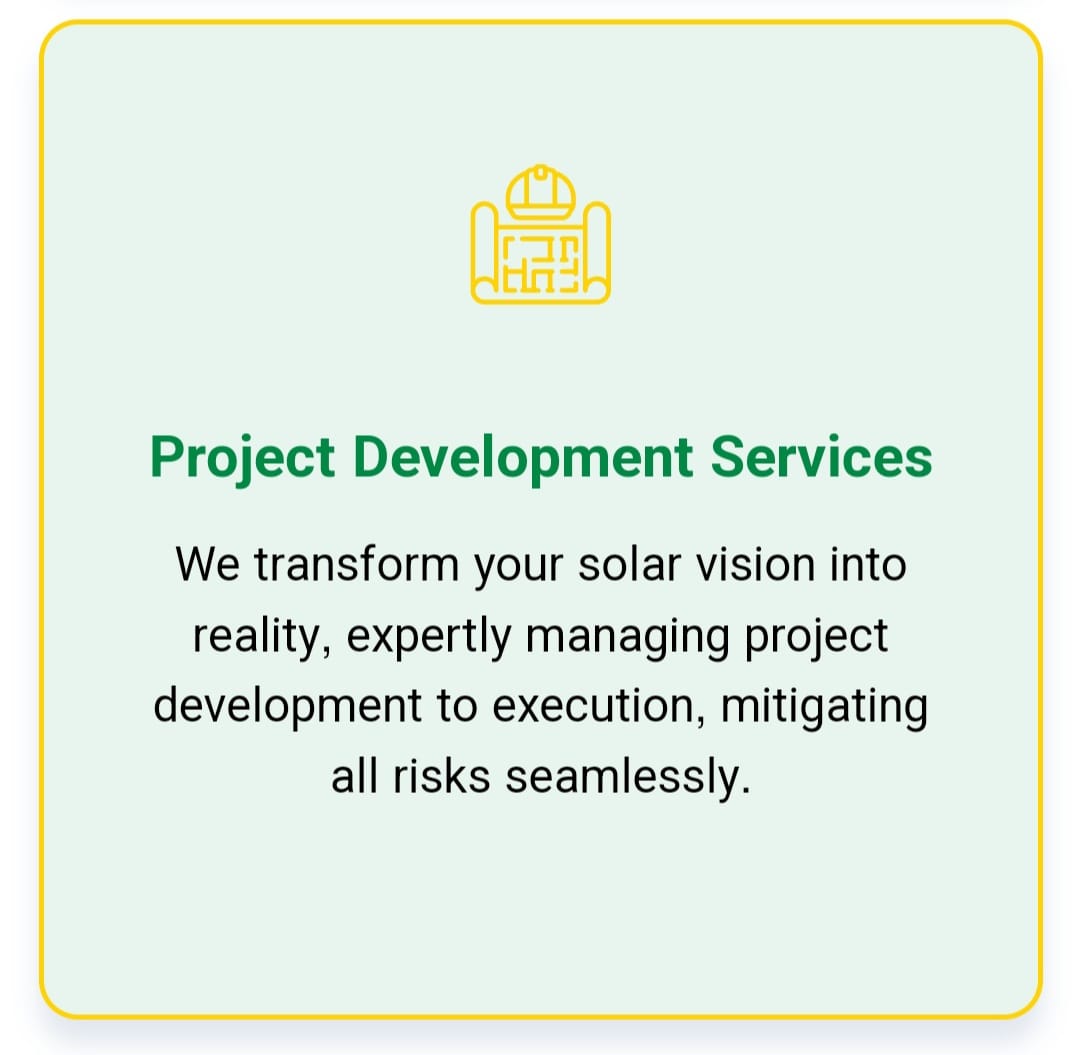 Project Development Services
We transform your solar vision into
reality, expertly managing project
development to execution, mitigating
all risks seamlessly.